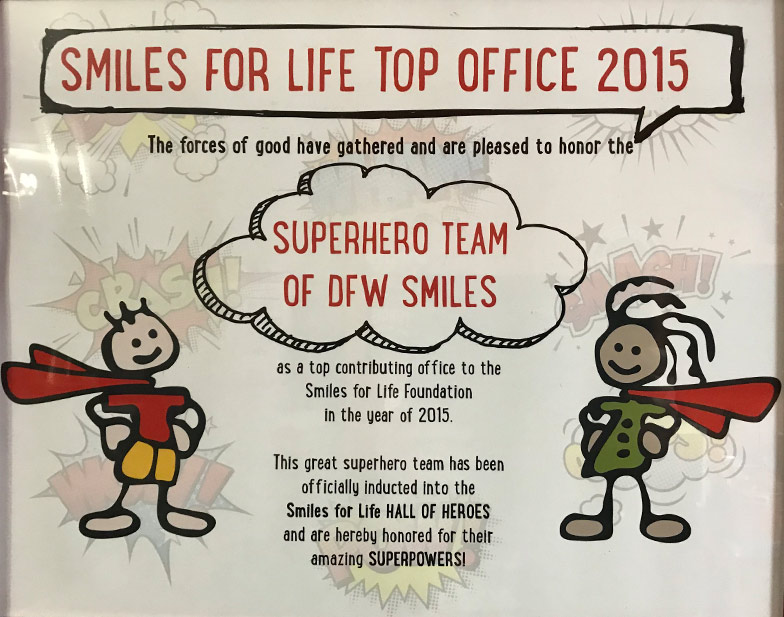 SMILES FOR LIFE TOP OFFICE 2015
The forces of good have gathered and are pleased to honor the
SUPERHERO TEAM
OF DFW SMILES
CRASH!!
SMASH!
as a top contributing office to the
Smiles for Life Foundation
in the year of 2015.
This great superhero team has been
officially inducted into the
Smiles for Life HALL OF HEROES
and are hereby honored for their
amazing SUPERPOWERS!